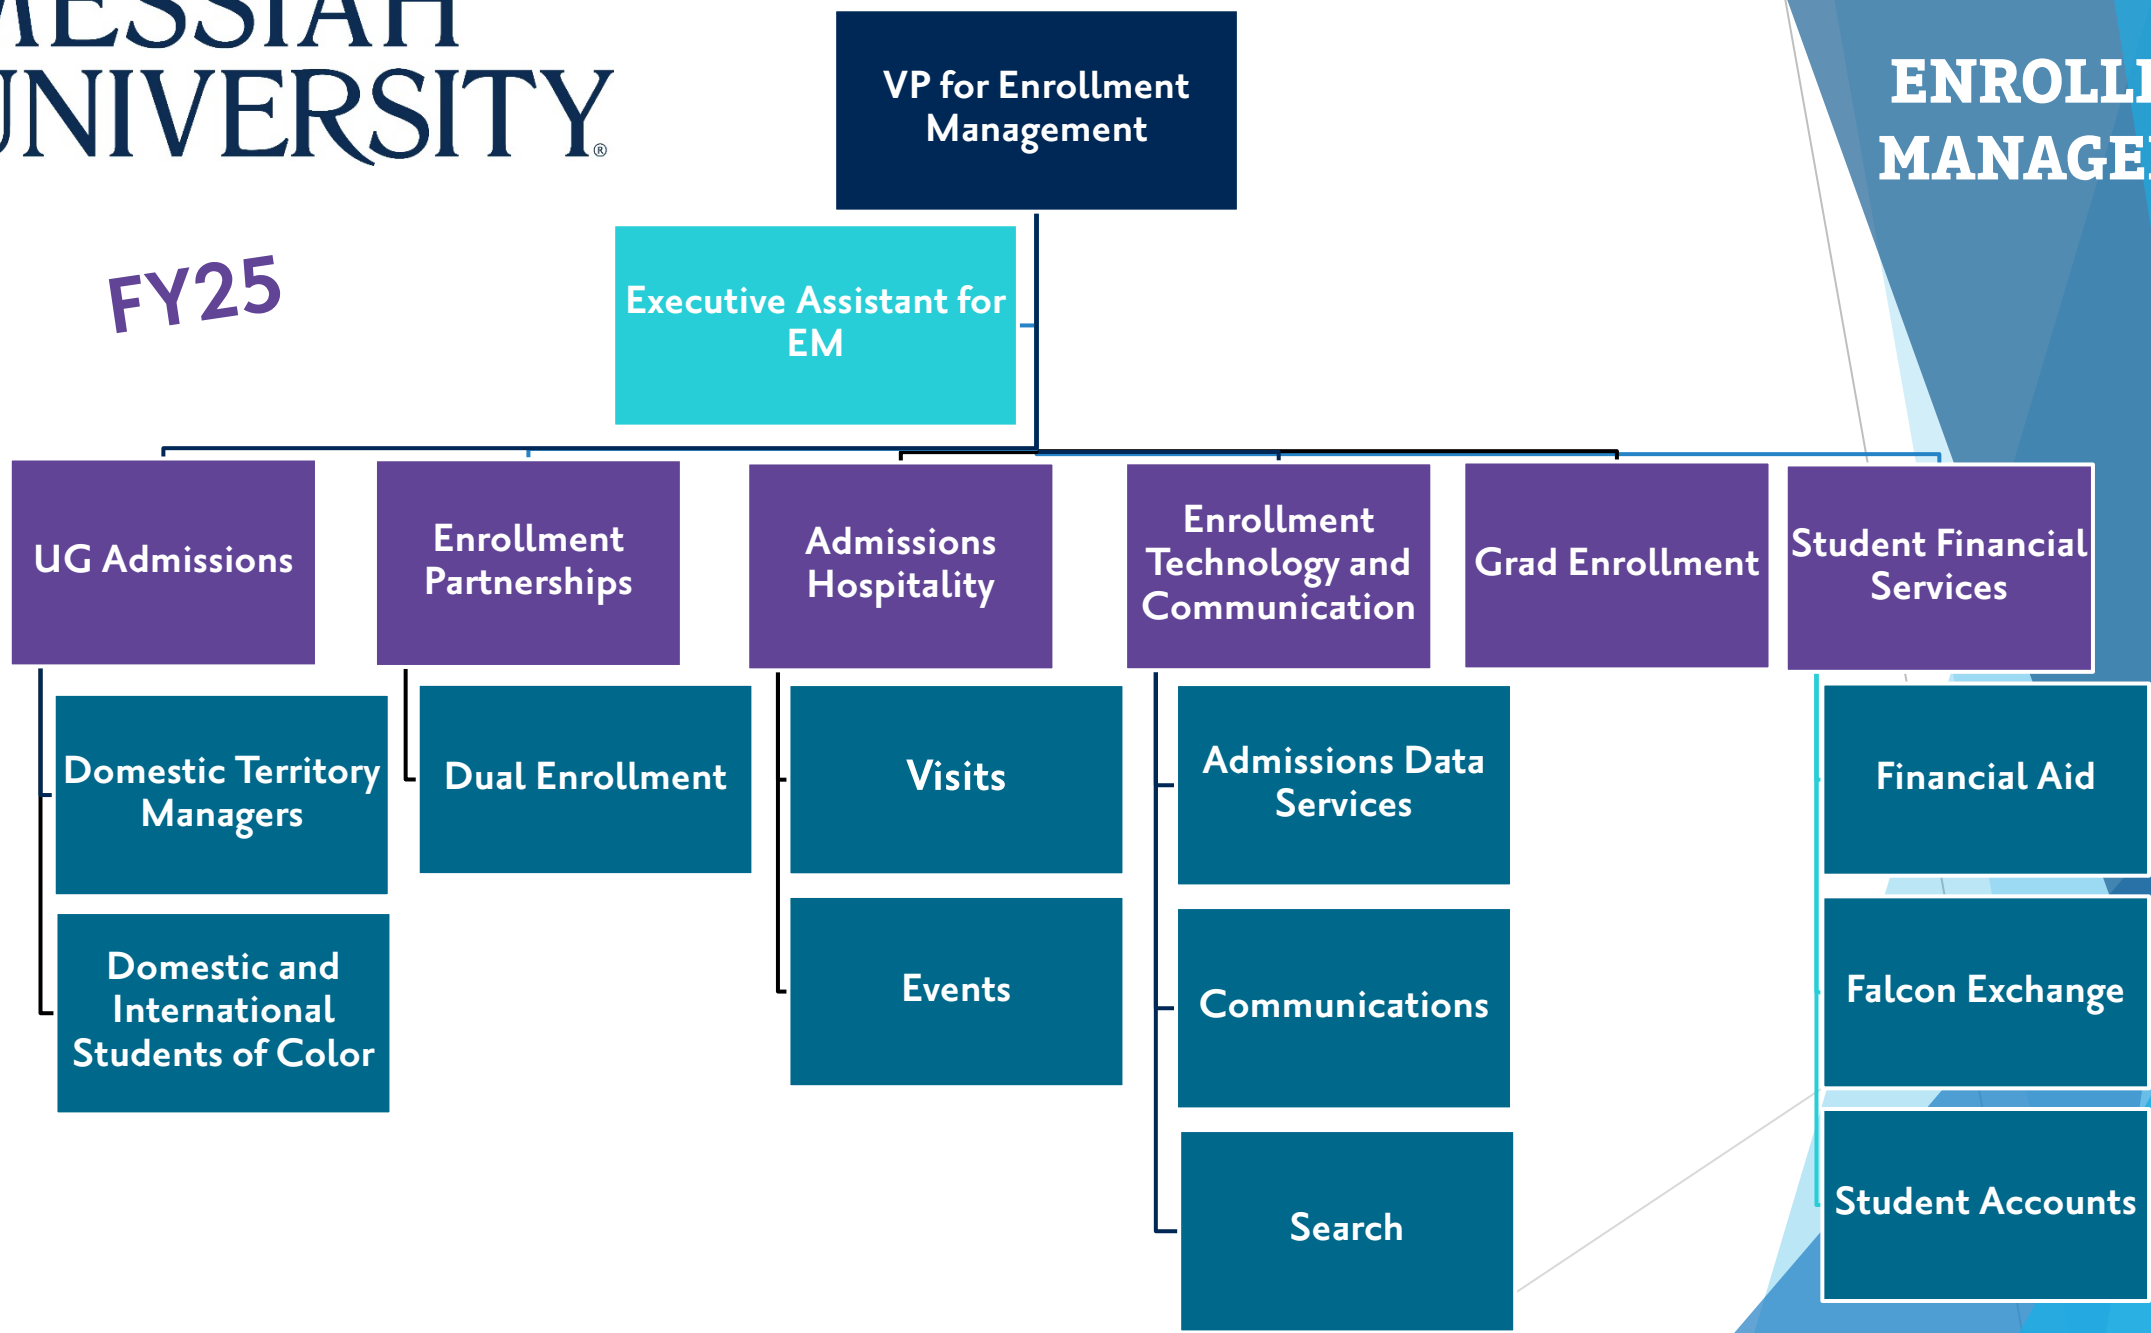 UNIVERSITY®
FY25
VP for Enrollment
Management
Executive Assistant for
EM
UG Admissions
Enrollment
Partnerships
Admissions
Hospitality
Enrollment
Technology and
Communication
Grad Enrollment
Student Financial
Services
Domestic Territory
Managers
Domestic and
International
Students of Color
Dual Enrollment
Visits
Events
Admissions Data
Services
Communications
Search
Financial Aid
Falcon Exchange
Student Accounts